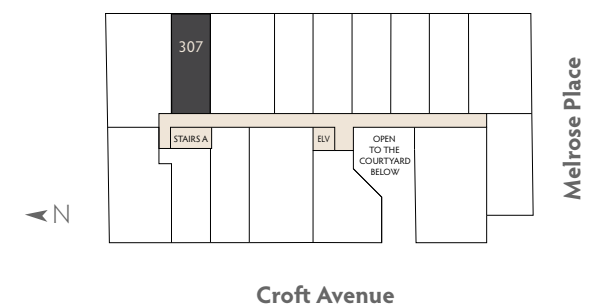 307
STAIRS A
ELV
OPEN
TO THE
COURTYARD
BELOW
Melrose Place
N
Croft Avenue